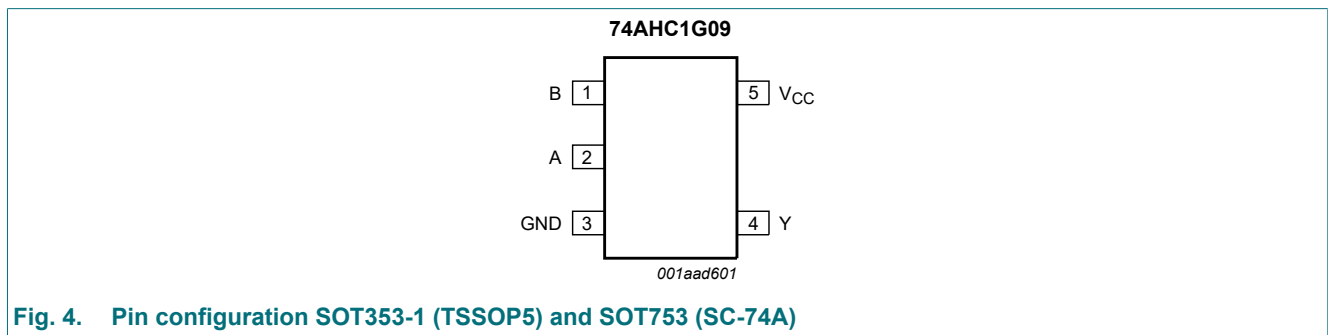 74AHC1G09
B 1
5 VCC
A 2
GND 3
4 Y
001aad601
Fig. 4. Pin configuration SOT353-1 (TSSOP5) and SOT753 (SC-74A)